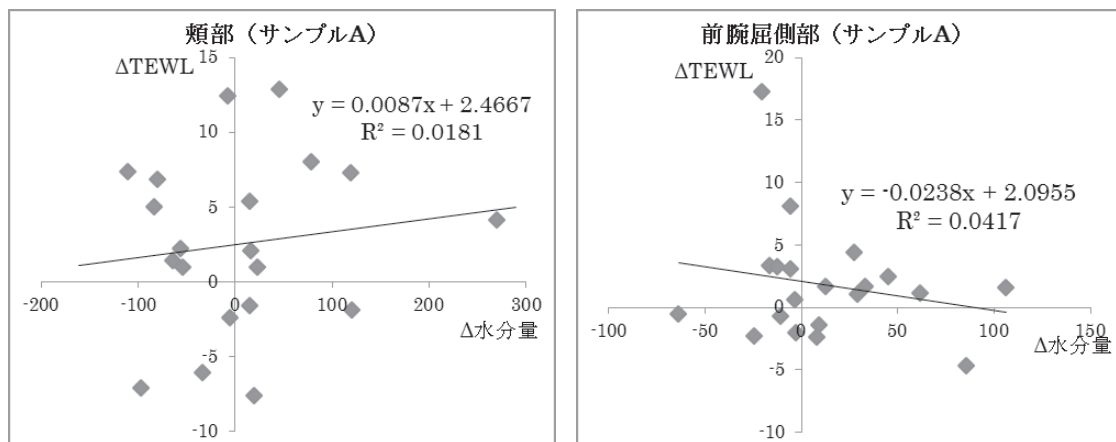 頬部（サンプルA）
ΔTEWL
y = 0.0087x + 2.4667
R² = 0.0181
15
10
5
0
-5
-10
-200
-100
0
100
200
300
Δ水分量
前腕屈側部（サンプルA）
ΔTEWL
y = -0.0238x + 2.0955
R² = 0.0417
20
15
10
5
0
-5
-10
-100
-50
0
50
100
150
Δ水分量